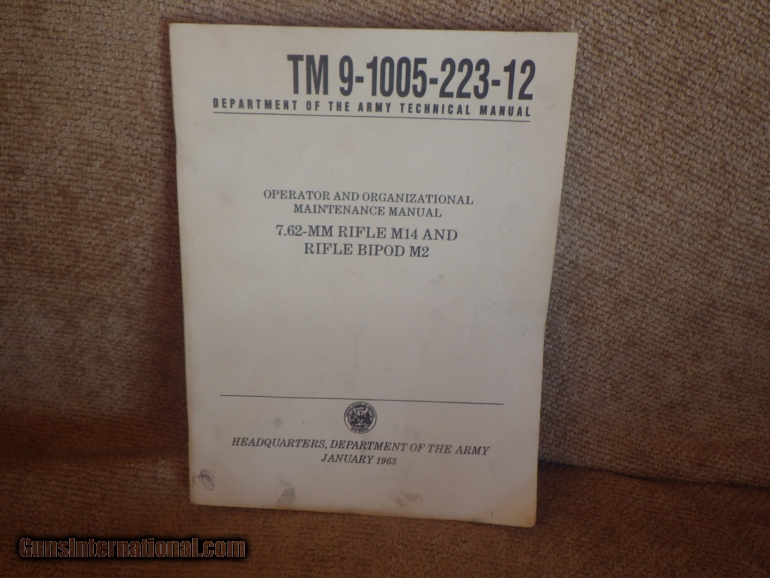 TM 9-1005-223-12
DEPARTMENT OF THE ARMY TECHNICAL MANUAL
OPERATOR AND ORGANIZATIONAL
MAINTENANCE MANUAL
7.62-MM RIFLE M14 AND
RIFLE BIPOD M2
HEADQUARTERS, DEPARTMENT OF THE ARMY
JANUARY 1963
GunsInternational.com